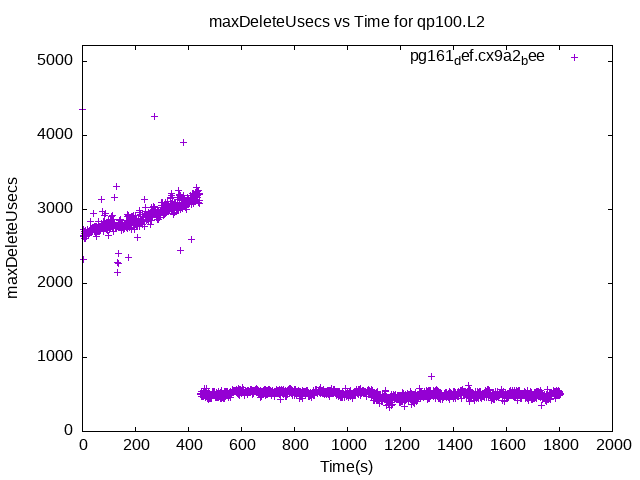 maxDeleteUsecs vs Time for qp100.L2
pg161def.cx9a2bee
5000
4000
3000
2000
1000
0
maxDeleteUsecs
0 200 400 600 800 1000 1200 1400 1600 1800 2000
Time(s)